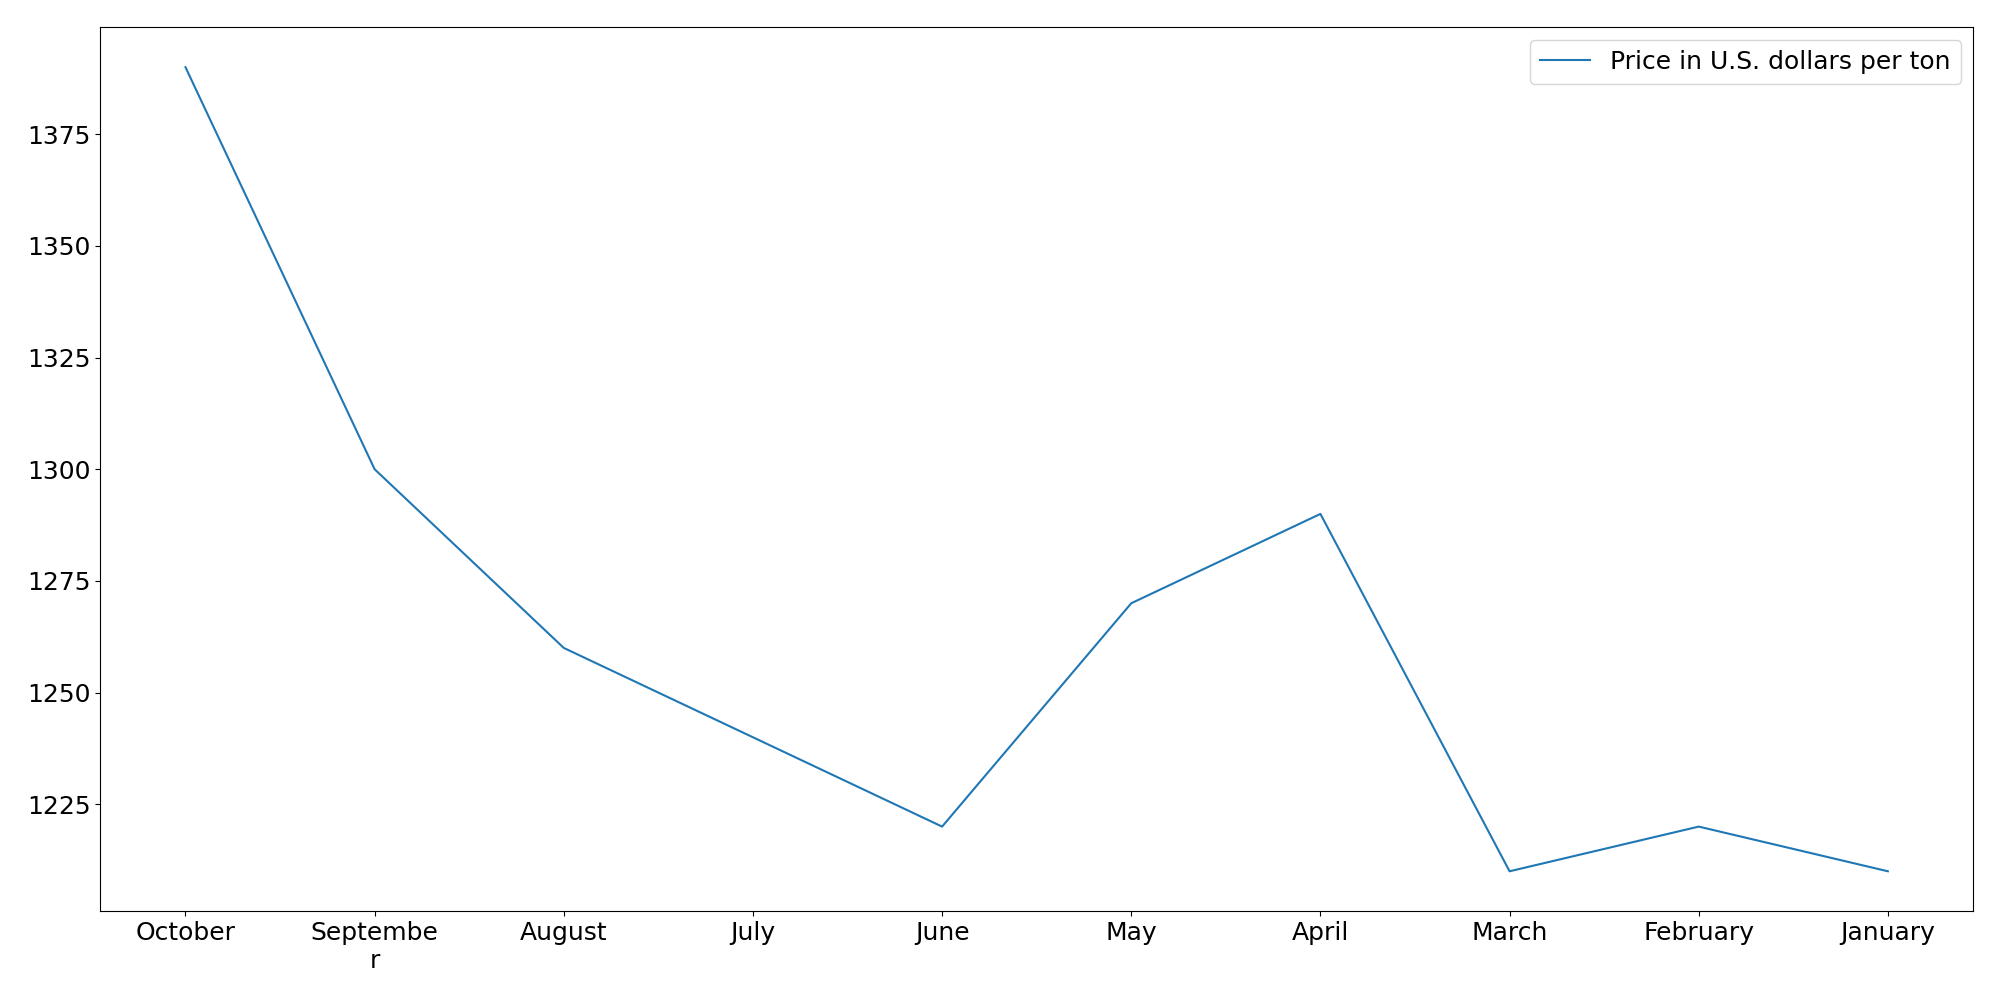 Price in U.S. dollars per ton
1375
1350
1325
1300
1275
1250
1225
October
Septembe
r
August
July
June
May
April
March
February
January